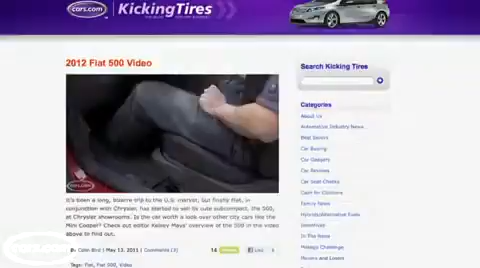 cars.com
KickingTires
2012 Fiat 500 Video
Search Kicking Tires
It's been a long, bizarre trip to the U.S. market, but finally Fiat, in
conjunction with Chrysler, has started to sell its cute subcompact, the 500,
at Chrysler showrooms. Is the car worth a look over other city cars like the
Mini Cooper? Check out editor Kelsey Mays' overview of the 500 in the video
above to find out.
By Colin Bird | May 13, 2011 | Comments (3)
14
Like
Tags: Fiat, Fiat 500, Video
Categories
About Us
Automotive Industry News
Best Sellers
Car Buying
Car Gossipy
Car Recalls
Car Seat Checks
Cash for Clunkers
Family News
Hybrids/Alternative Fuels
Incentives
In The News
Mileage Challenge
cars.com